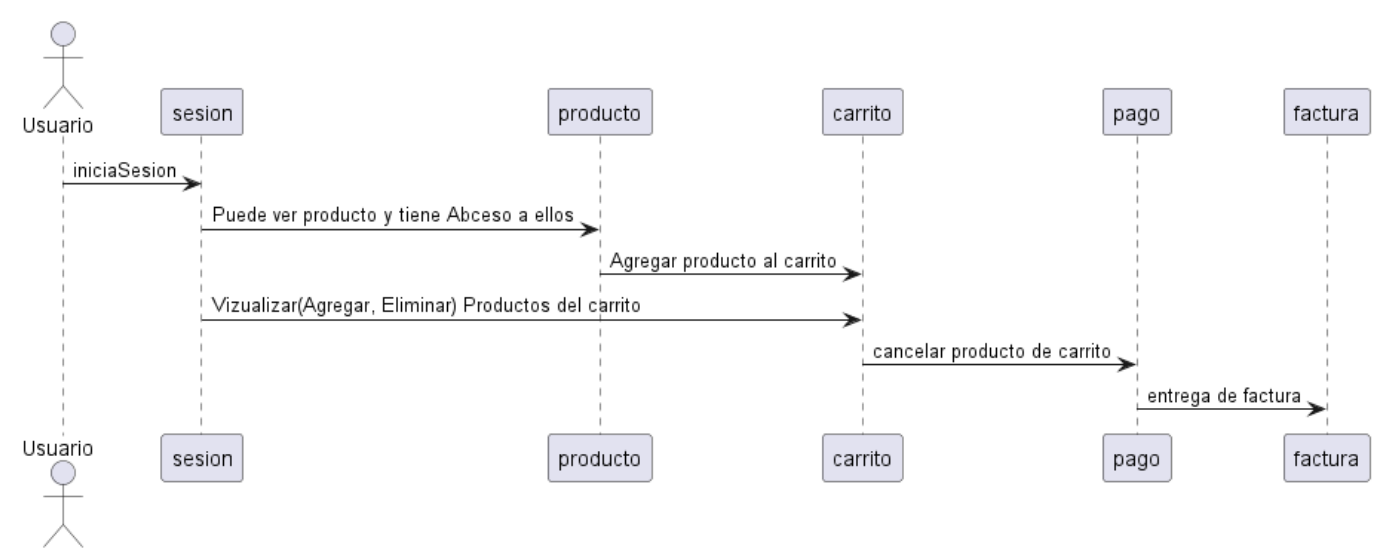 Usuario
sesion
producto
carrito
pago
factura
iniciaSesion
Puede ver producto y tiene Abceso a ellos
Agregar producto al carrito
Vizualizar(Agregar, Eliminar) Productos del carrito
cancelar producto de carrito
entrega de factura
Usuario
sesion
producto
carrito
pago
factura